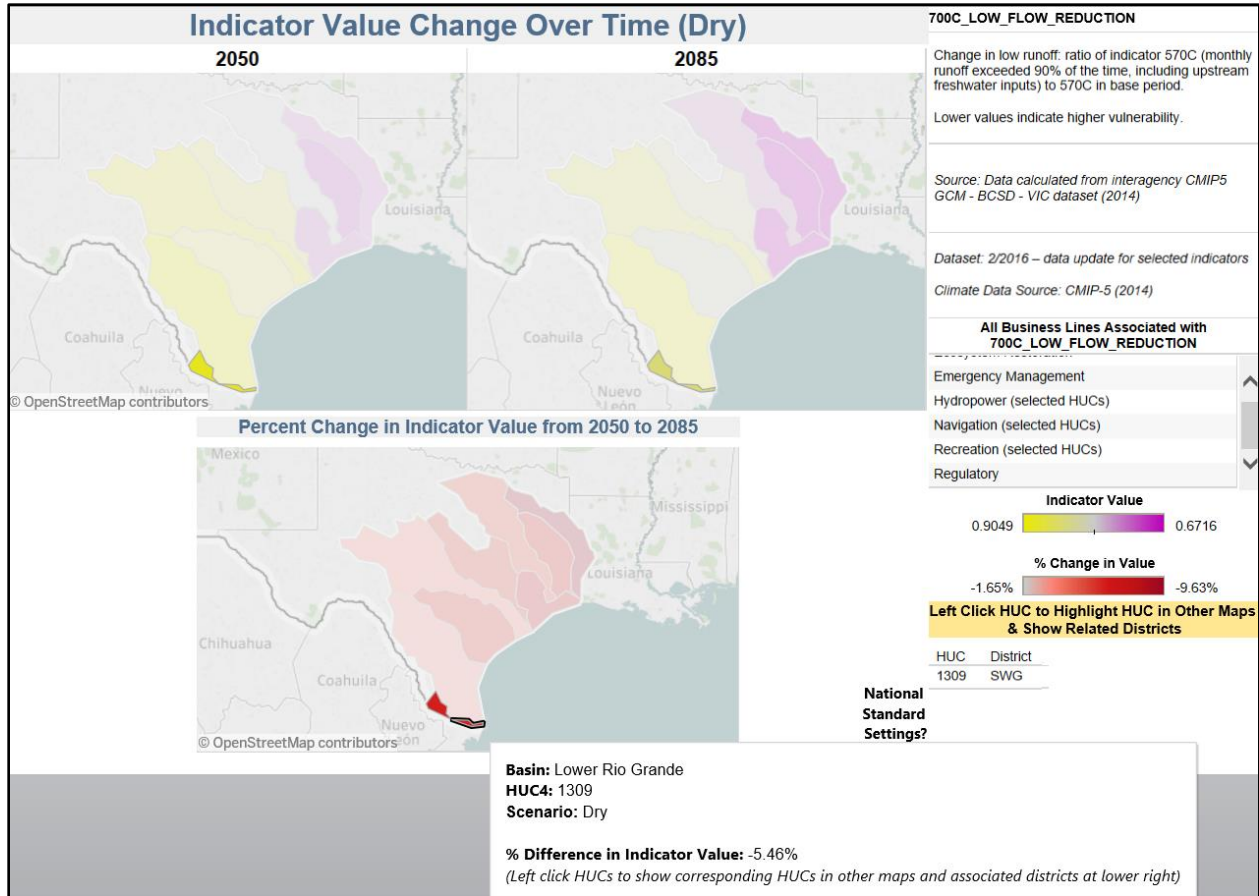 Indicator Value Change Over Time (Dry)
2050
2085
Louisiana
Coahuila
Nuevo
León
© OpenStreetMap contributors
Louisiana
Coahuila
Nuevo
León
Percent Change in Indicator Value from 2050 to 2085
Mexico
Mississippi
Louisiana
Chihuahua
Coahuila
Nuevo
© OpenStreetMap contributors
700C_LOW_FLOW_REDUCTION
Change in low runoff: ratio of indicator 570C (monthly
runoff exceeded 90% of the time, including upstream
freshwater inputs) to 570C in base period.
Lower values indicate higher vulnerability.
Source: Data calculated from interagency CMIP5
GCM - BCSD - VIC dataset (2014)
Dataset: 2/2016 – data update for selected indicators
Climate Data Source: CMIP-5 (2014)
All Business Lines Associated with
700C_LOW_FLOW_REDUCTION
Ecosystem Restoration
Emergency Management
Hydropower (selected HUCs)
Navigation (selected HUCs)
Recreation (selected HUCs)
Regulatory
Indicator Value
0.9049 0.6716
% Change in Value
-1.65% -9.63%
Left Click HUC to Highlight HUC in Other Maps
& Show Related Districts
HUC District
1309 SWG
National
Standard
Settings?
Basin: Lower Rio Grande
HUC4: 1309
Scenario: Dry
% Difference in Indicator Value: -5.46%
(Left click HUCs to show corresponding HUCs in other maps and associated districts at lower right)